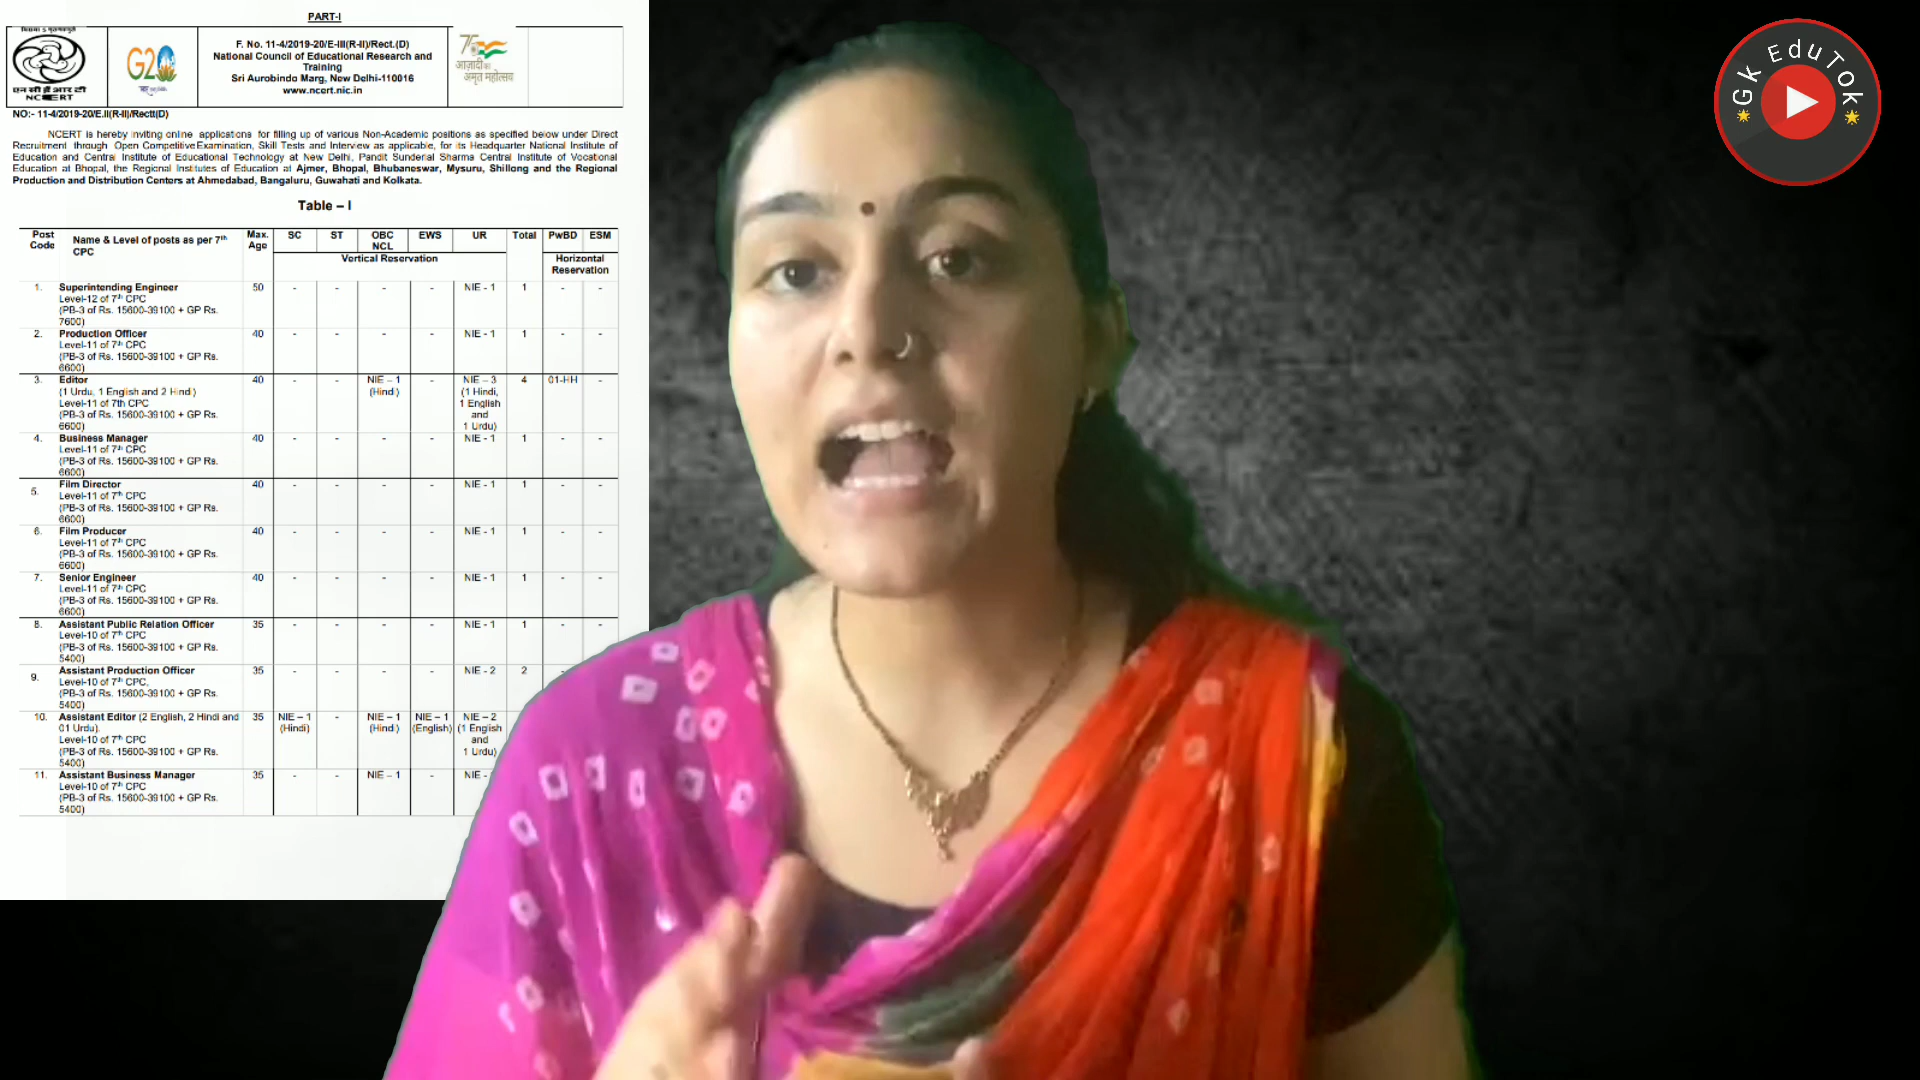 PART-I
एन सी ई आर टी
NCERT
G20
F. No. 11-4/2019-20/E-III(R-II)/Rect.(D)
National Council of Educational Research and
Training
Sri Aurobindo Marg, New Delhi-110016
www.ncert.nic.in
75
आज़ादी का
अमृत महोत्सव
NO:- 11-4/2019-20/E.II(R-II)/Rectt(D)
NCERT is hereby inviting online applications for filling up of various Non-Academic positions as specified below under Direct
Recruitment through Open Competitive Examination, Skill Tests and Interview as applicable, for its Headquarter National Institute of
Education and Central Institute of Educational Technology at New Delhi, Pandit Sunderlal Sharma Central Institute of Vocational
Education at Bhopal, the Regional Institutes of Education at Ajmer, Bhopal, Bhubaneswar, Mysuru, Shillong and the Regional
Production and Distribution Centers at Ahmedabad, Bangaluru, Guwahati and Kolkata.
Table – I
Post Code Name & Level of posts as per 7th CPC Max. Age SC ST OBC NCL EWS UR Total PwBD ESM
Vertical Reservation Horizontal Reservation
1. Superintending Engineer 50 - - - - NIE - 1 1 - -
Level-12 of 7th CPC
(PB-3 of Rs. 15600-39100 + GP Rs.
7600)
2. Production Officer 40 - - - - NIE - 1 1 - -
Level-11 of 7th CPC
(PB-3 of Rs. 15600-39100 + GP Rs.
6600)
3. Editor 40 - - NIE – 1 - NIE – 3 4 01-HH -
(1 Urdu, 1 English and 2 Hindi) (Hindi) (1 Hindi,
Level-11 of 7th CPC 1 English
(PB-3 of Rs. 15600-39100 + GP Rs. and
6600) 1 Urdu)
4. Business Manager 40 - - - - NIE - 1 1 - -
Level-11 of 7th CPC
(PB-3 of Rs. 15600-39100 + GP Rs.
6600)
5. Film Director 40 - - - - NIE - 1 1 - -
Level-11 of 7th CPC
(PB-3 of Rs. 15600-39100 + GP Rs.
6600)
6. Film Producer 40 - - - - NIE - 1 1 - -
Level-11 of 7th CPC
(PB-3 of Rs. 15600-39100 + GP Rs.
6600)
7. Senior Engineer 40 - - - - NIE - 1 1 - -
Level-11 of 7th CPC
(PB-3 of Rs. 15600-39100 + GP Rs.
6600)
8. Assistant Public Relation Officer 35 - - - - NIE - 1 1 - -
Level-10 of 7th CPC
(PB-3 of Rs. 15600-39100 + GP Rs.
5400)
9. Assistant Production Officer 35 - - - - NIE - 2 2 -
Level-10 of 7th CPC,
(PB-3 of Rs. 15600-39100 + GP Rs.
5400)
10. Assistant Editor (2 English, 2 Hindi and 35 NIE – 1 - NIE – 1 NIE – 1 NIE – 2
01 Urdu). (Hindi) (Hindi) (English) (1 English
Level-10 of 7th CPC and
(PB-3 of Rs. 15600-39100 + GP Rs. 1 Urdu)
5400)
11. Assistant Business Manager 35 - - NIE – 1 - NIE -
Level-10 of 7th CPC
(PB-3 of Rs. 15600-39100 + GP Rs.
5400)
Gk EduTok